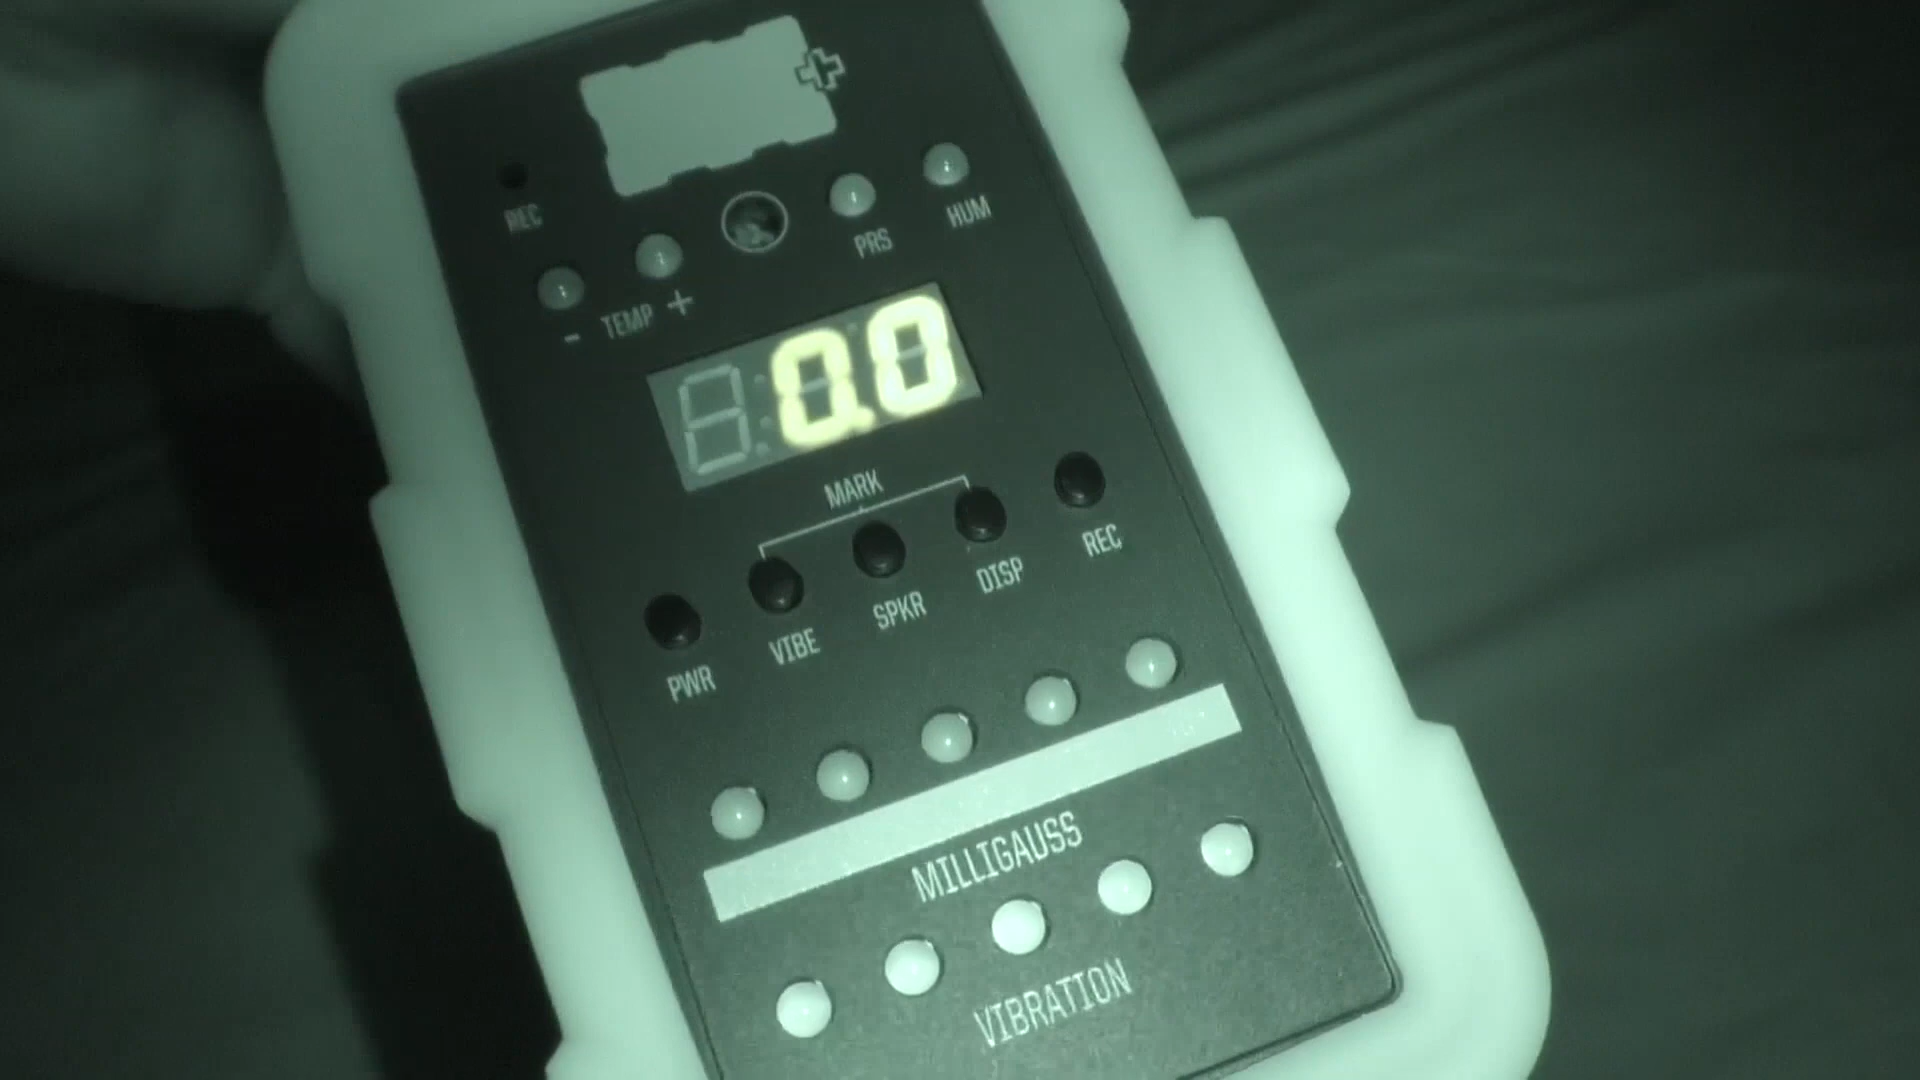 REC
HUM
PRS
- TEMP +
0.0
MARK
REC
DISP
SPKR
VIBE
PWR
MILLIGAUSS
VIBRATION